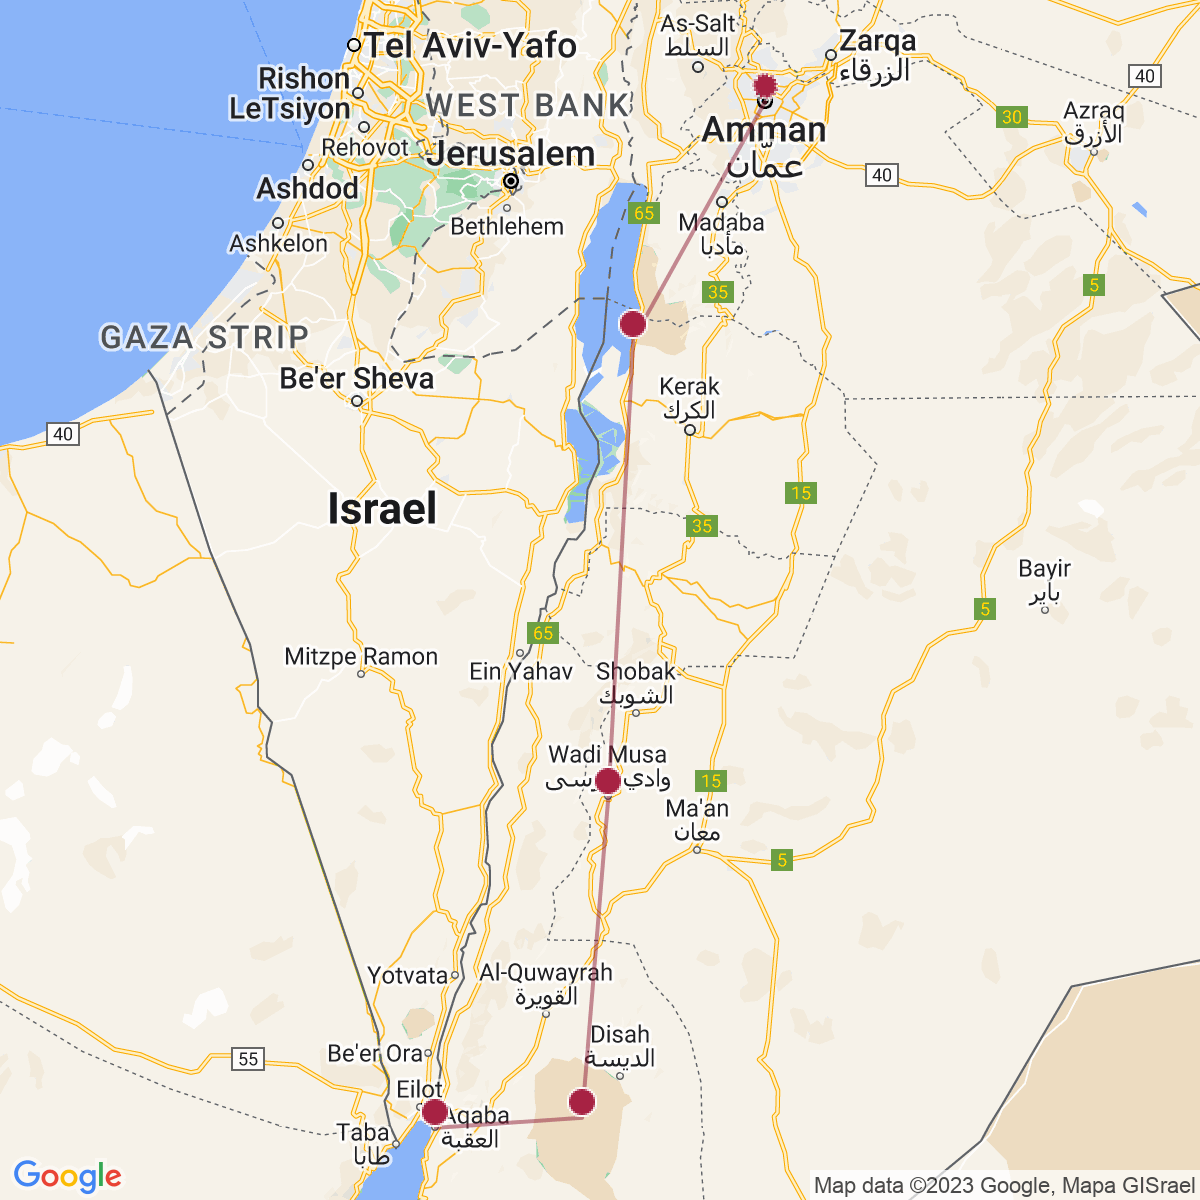 As-Salt
السلط
Zarqa
الزرقاء
Tel Aviv-Yafo
40
Rishon
LeTsiyon
WEST BANK
Amman
عمّان
30
Azraq
الأزرق
Rehovot
Jerusalem
40
Ashdod
65
Madaba
مأدبا
Bethlehem
Ashkelon
35
5
GAZA STRIP
Be'er Sheva
Kerak
الكرك
40
Israel
15
35
Bayir
باير
5
65
Mitzpe Ramon
Ein Yahav
Shobak
الشوبك
Wadi Musa
15
Ma'an
معان
5
Yotvata
Al-Quwayrah
القويرة
Disah
الديسة
Be'er Ora
55
Eilot
Aqaba
العقبة
Taba
طابا
Google
Map data ©2023 Google, Mapa GISrael